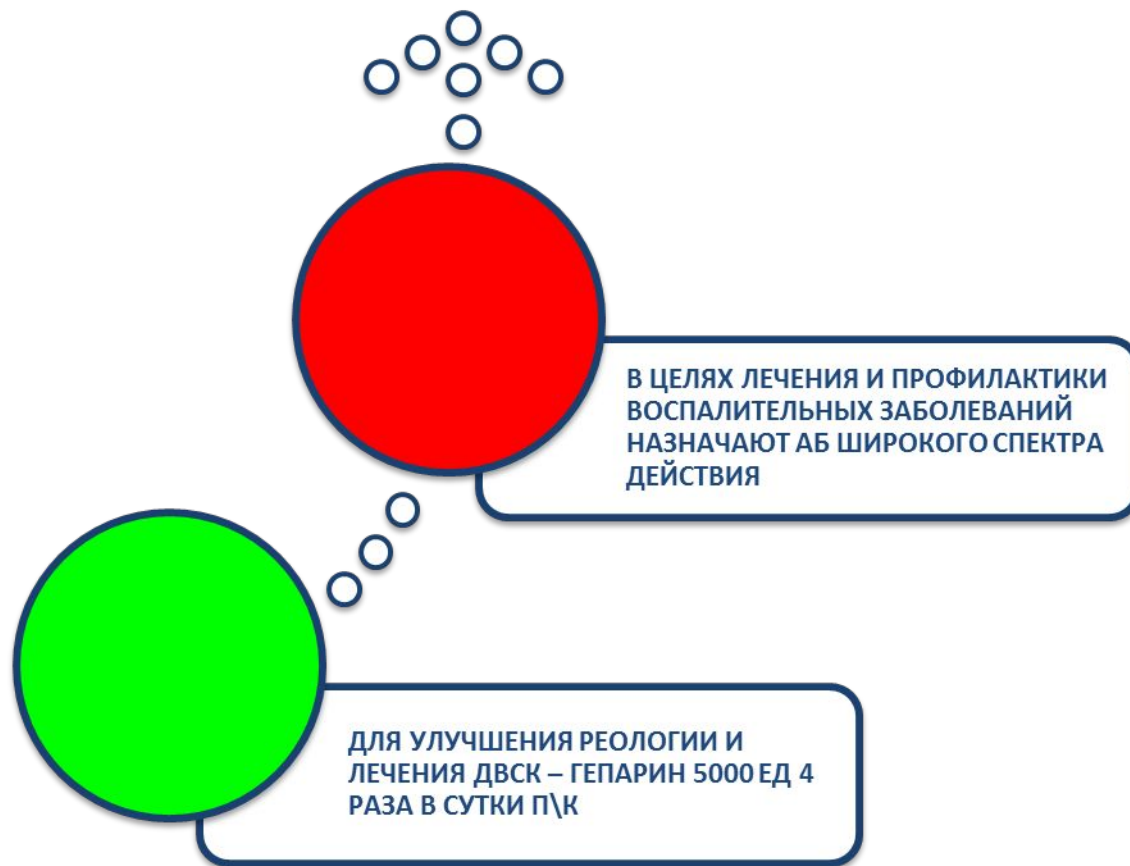 В ЦЕЛЯХ ЛЕЧЕНИЯ И ПРОФИЛАКТИКИ
ВОСПАЛИТЕЛЬНЫХ ЗАБОЛЕВАНИЙ
НАЗНАЧАЮТ АБ ШИРОКОГО СПЕКТРА
ДЕЙСТВИЯ
ДЛЯ УЛУЧШЕНИЯ РЕОЛОГИИ И
ЛЕЧЕНИЯ ДВСК – ГЕПАРИН 5000 ЕД 4
РАЗА В СУТКИ П\К